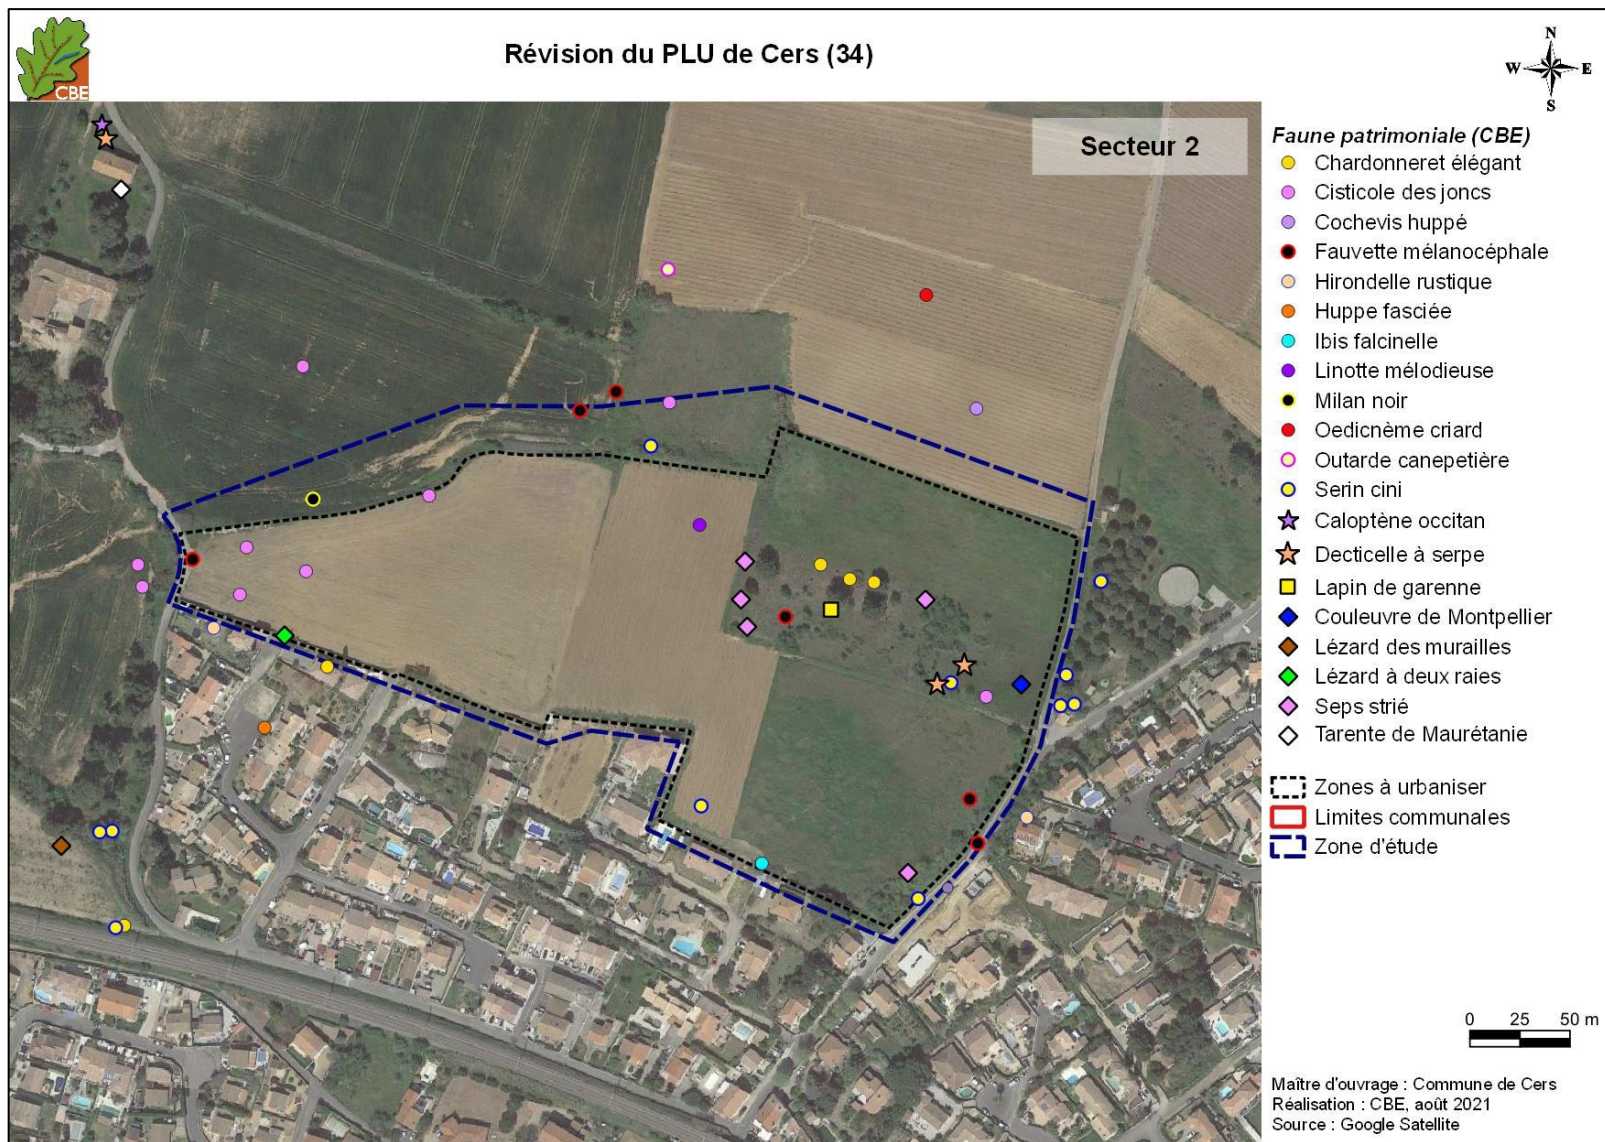 CBE
Révision du PLU de Cers (34)
N
W
E
S
Secteur 2
Faune patrimoniale (CBE)
Chardonneret élégant
Cisticole des joncs
Cochevis huppé
Fauvette mélanocéphale
Hirondelle rustique
Huppe fasciée
Ibis falcinelle
Linotte mélodieuse
Milan noir
Oedicnème criard
Outarde canepetière
Serin cini
Caloptène occitan
Decticelle à serpe
Lapin de garenne
Couleuvre de Montpellier
Lézard des murailles
Lézard à deux raies
Seps strié
Tarente de Maurétanie
Zones à urbaniser
Limites communales
Zone d'étude
0 25 50 m
Maître d'ouvrage : Commune de Cers
Réalisation : CBE, août 2021
Source : Google Satellite